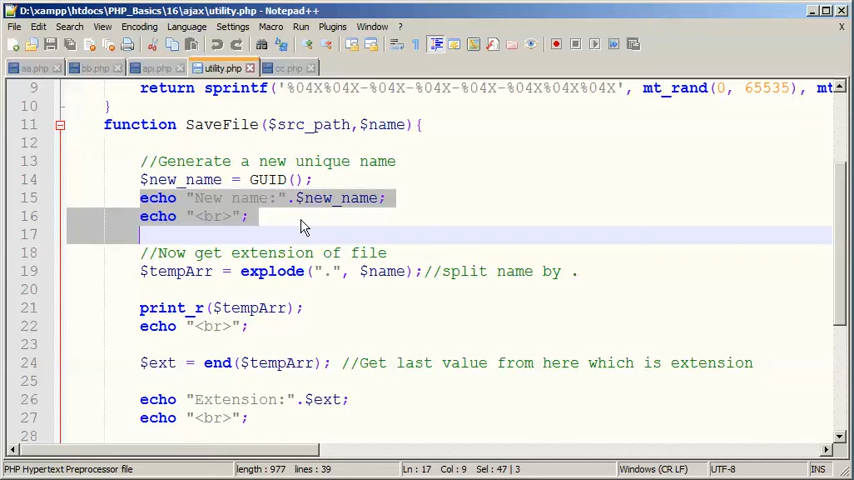 D:\xampp\htdocs\PHP_Basics\16\ajax\utility.php - Notepad++
File Edit Search View Encoding Language Settings Macro Run Plugins Window ?
aa.php bb.php epi.php utility.php cc.php
9 return sprintf('%04X%04X-%04X-%04X-%04X-%04X%04X%04X', mt_rand(0, 65535), mt
10 }
11 function SaveFile($src_path,$name){
12
13 //Generate a new unique name
14 $new_name = GUID();
15 echo "New name:".$new_name;
16 echo "<br>";
17
18 //Now get extension of file
19 $tempArr = explode(".", $name);//split name by .
20
21 print_r($tempArr);
22 echo "<br>";
23
24 $ext = end($tempArr); //Get last value from here which is extension
25
26 echo "Extension:".$ext;
27 echo "<br>";
28
PHP Hypertext Preprocessor file length : 977 lines : 39 Ln : 17 Col : 9 Sel : 47 | 3 Windows (CR LF) UTF-8 INS